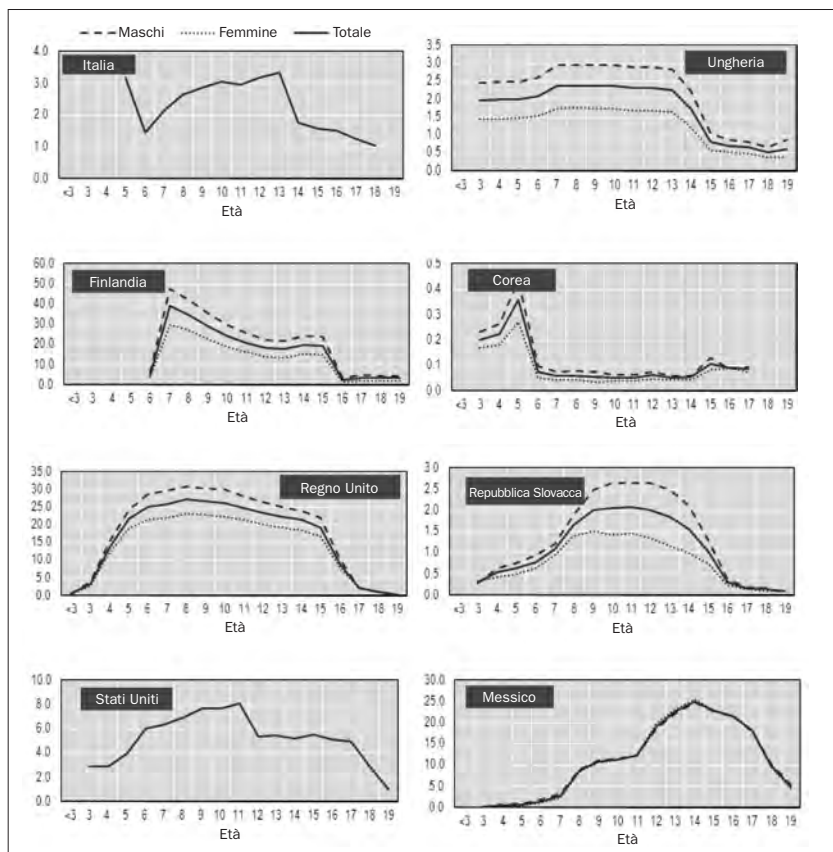 Maschi Femmine Totale
Italia
4.0
3.0
2.0
1.0
0.0
<3 3 4 5 6 7 8 9 10 11 12 13 14 15 16 17 18 19
Età
Ungheria
3.5
3.0
2.5
2.0
1.5
1.0
0.5
0.0
<3 3 4 5 6 7 8 9 10 11 12 13 14 15 16 17 18 19
Età
Finlandia
60.0
50.0
40.0
30.0
20.0
10.0
0.0
<3 3 4 5 6 7 8 9 10 11 12 13 14 15 16 17 18 19
Età
Corea
0.5
0.4
0.3
0.2
0.1
0.0
<3 3 4 5 6 7 8 9 10 11 12 13 14 15 16 17 18 19
Età
Regno Unito
35.0
30.0
25.0
20.0
15.0
10.0
5.0
0.0
<3 3 4 5 6 7 8 9 10 11 12 13 14 15 16 17 18 19
Età
Repubblica Slovacca
3.0
2.5
2.0
1.5
1.0
0.5
0.0
<3 3 4 5 6 7 8 9 10 11 12 13 14 15 16 17 18 19
Età
Stati Uniti
10.0
8.0
6.0
4.0
2.0
0.0
<3 3 4 5 6 7 8 9 10 11 12 13 14 15 16 17 18 19
Età
Messico
30.0
25.0
20.0
15.0
10.0
5.0
0.0
<3 3 4 5 6 7 8 9 10 11 12 13 14 15 16 17 18 19
Età